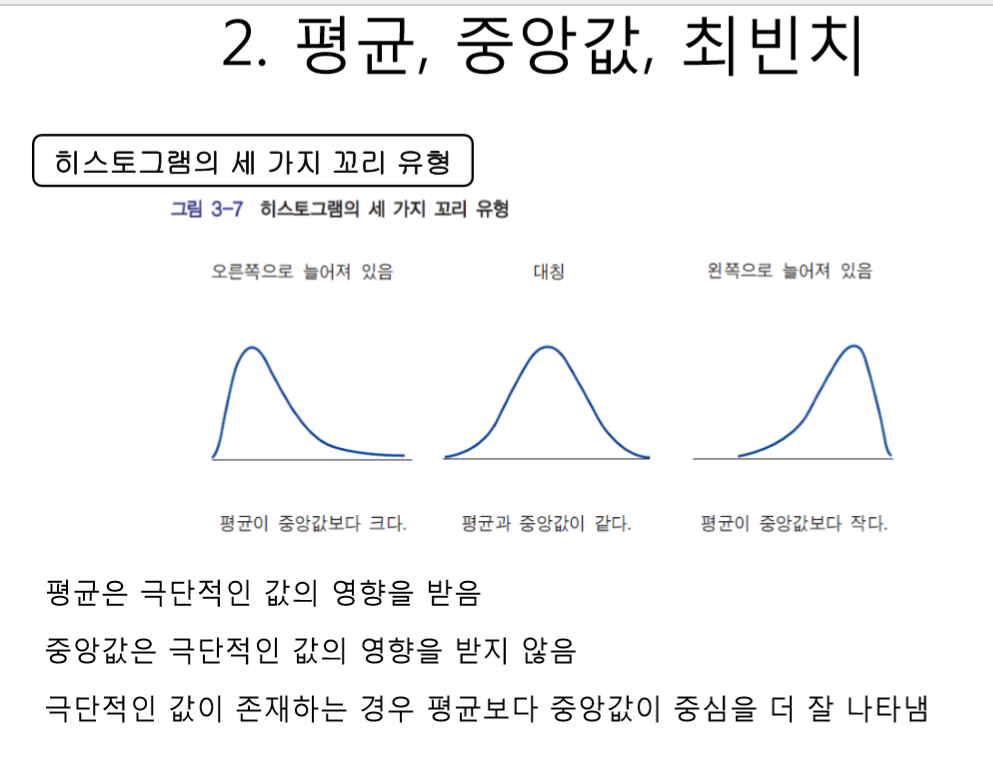 2. 평균, 중앙값, 최빈치
히스토그램의 세 가지 꼬리 유형
그림 3-7 히스토그램의 세 가지 꼬리 유형
오른쪽으로 늘어져 있음 대칭 왼쪽으로 늘어져 있음
평균이 중앙값보다 크다. 평균과 중앙값이 같다. 평균이 중앙값보다 작다.
평균은 극단적인 값의 영향을 받음
중앙값은 극단적인 값의 영향을 받지 않음
극단적인 값이 존재하는 경우 평균보다 중앙값이 중심을 더 잘 나타냄